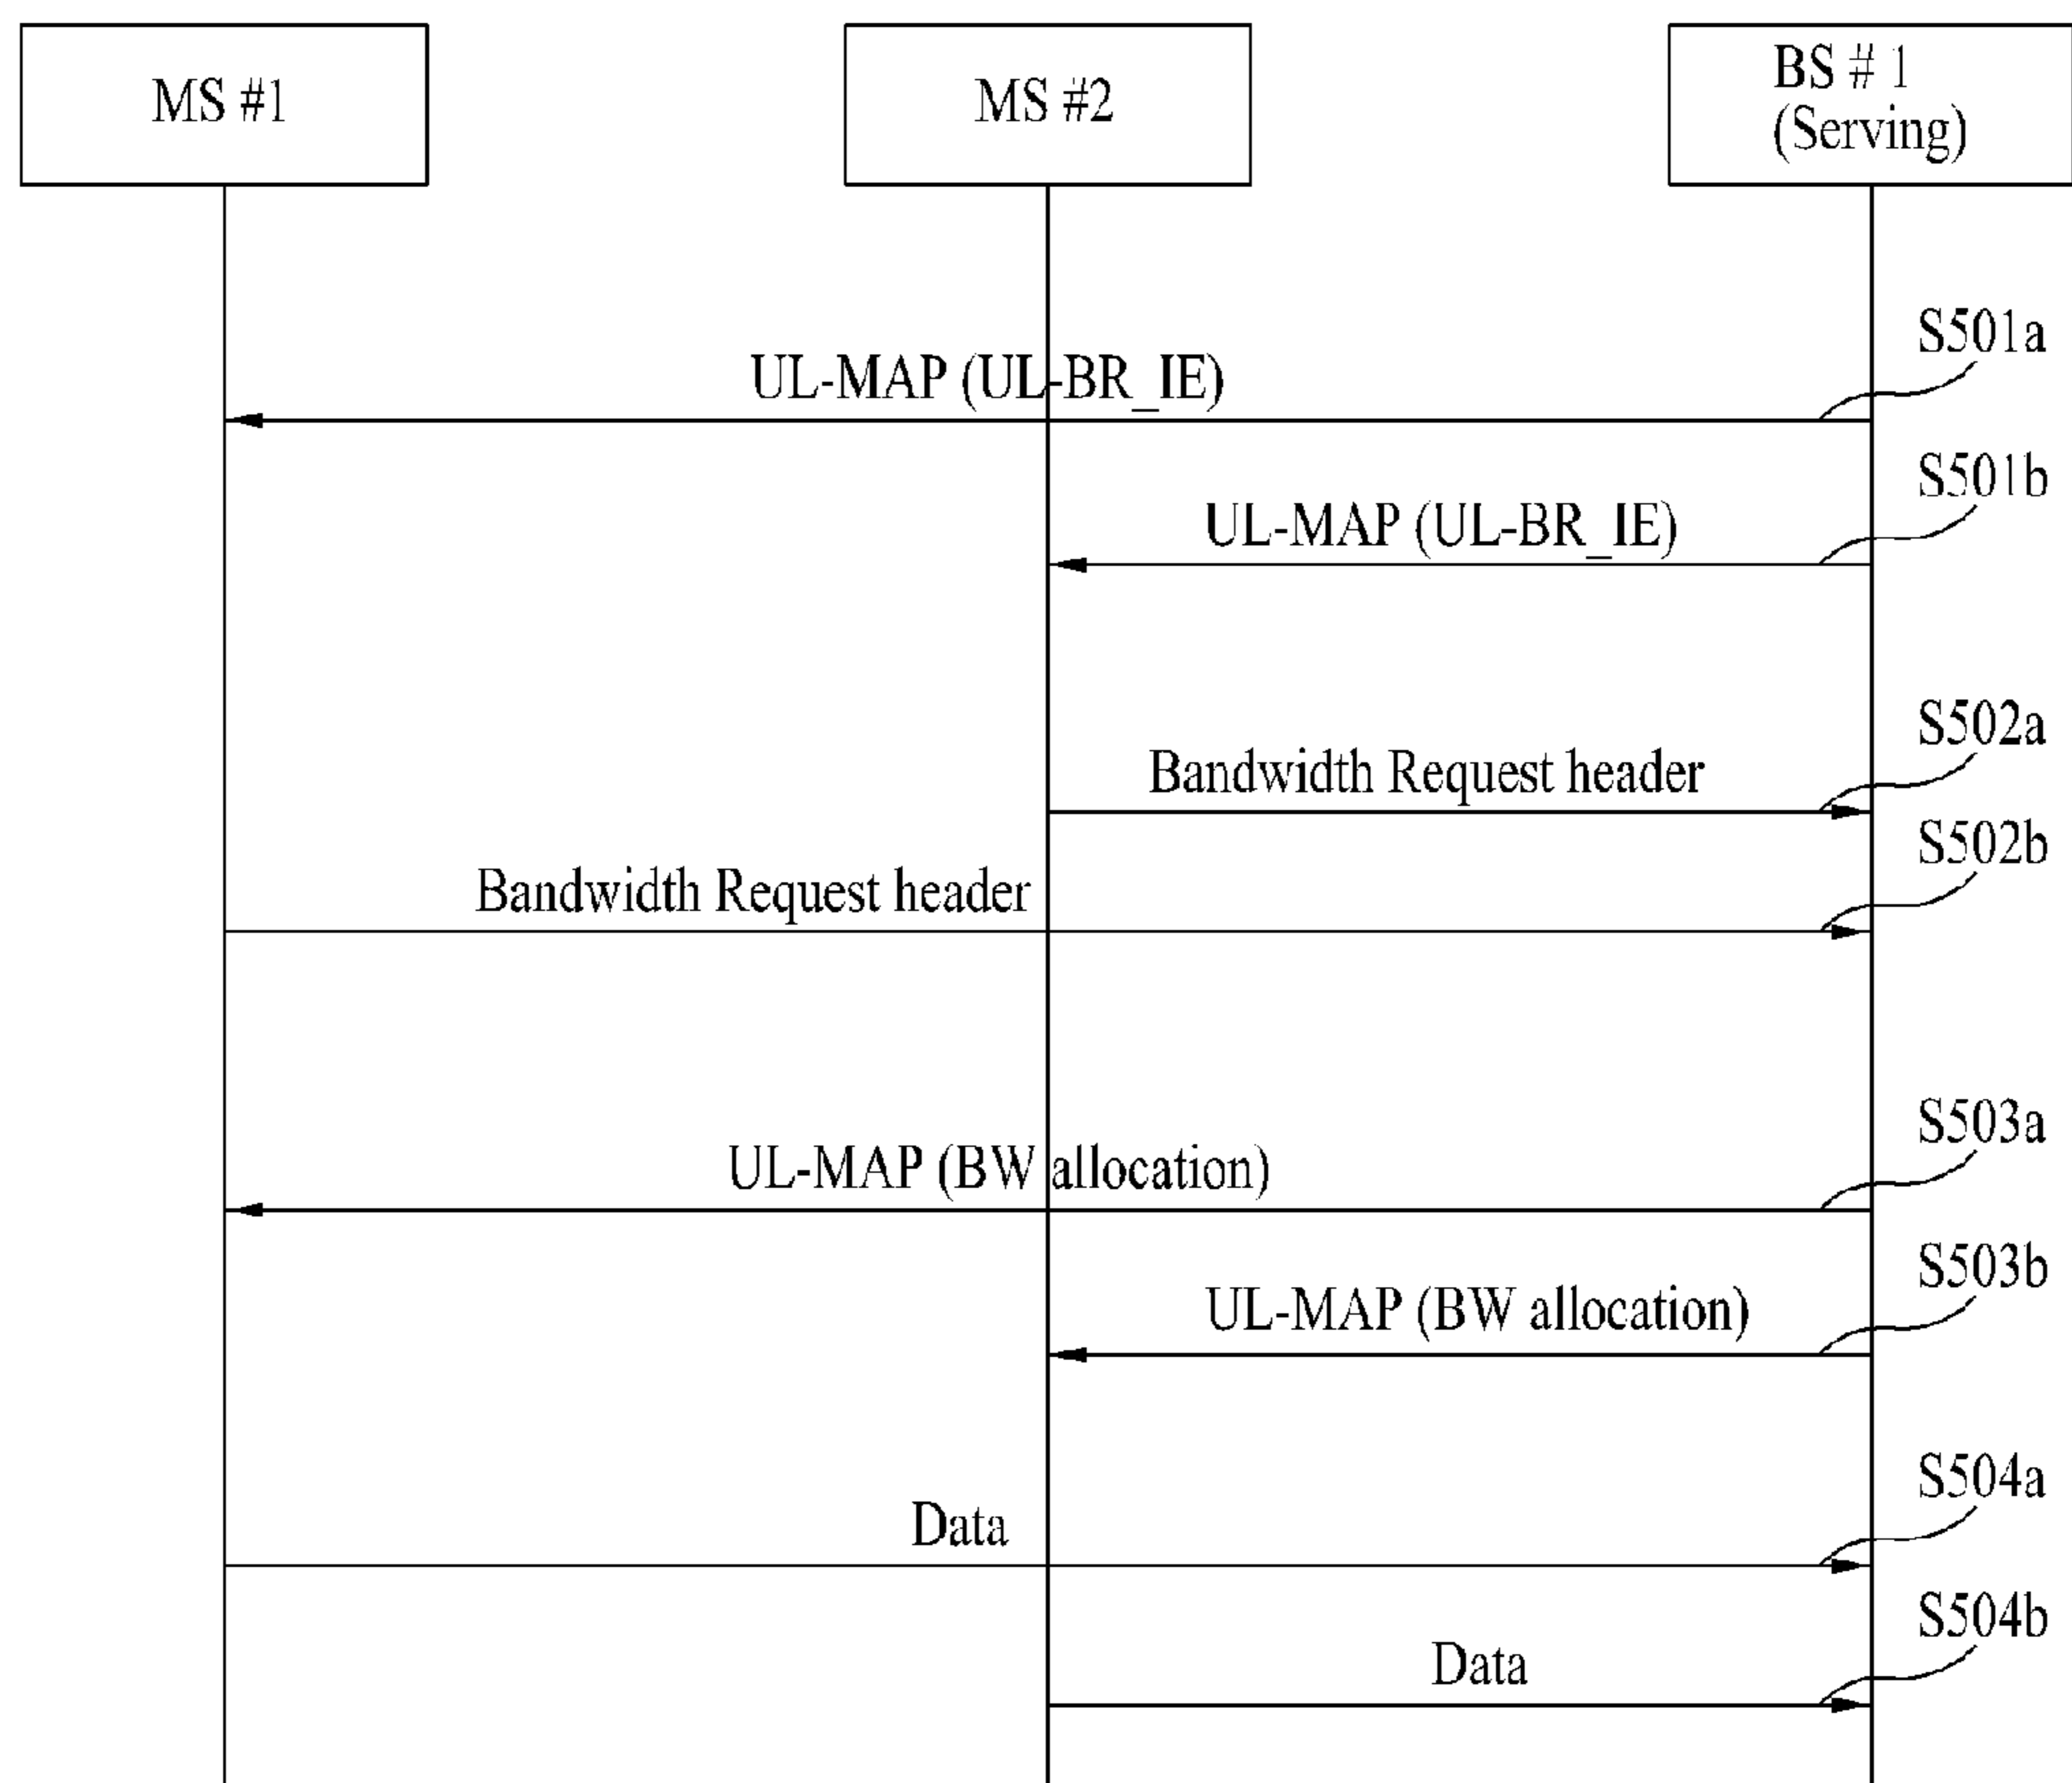 MS #1
MS #2
BS # 1
(Serving)
S501a
UL-MAP (UL-BR_IE)
S501b
UL-MAP (UL-BR_IE)
S502a
Bandwidth Request header
S502b
Bandwidth Request header
S503a
UL-MAP (BW allocation)
S503b
UL-MAP (BW allocation)
S504a
Data
S504b
Data